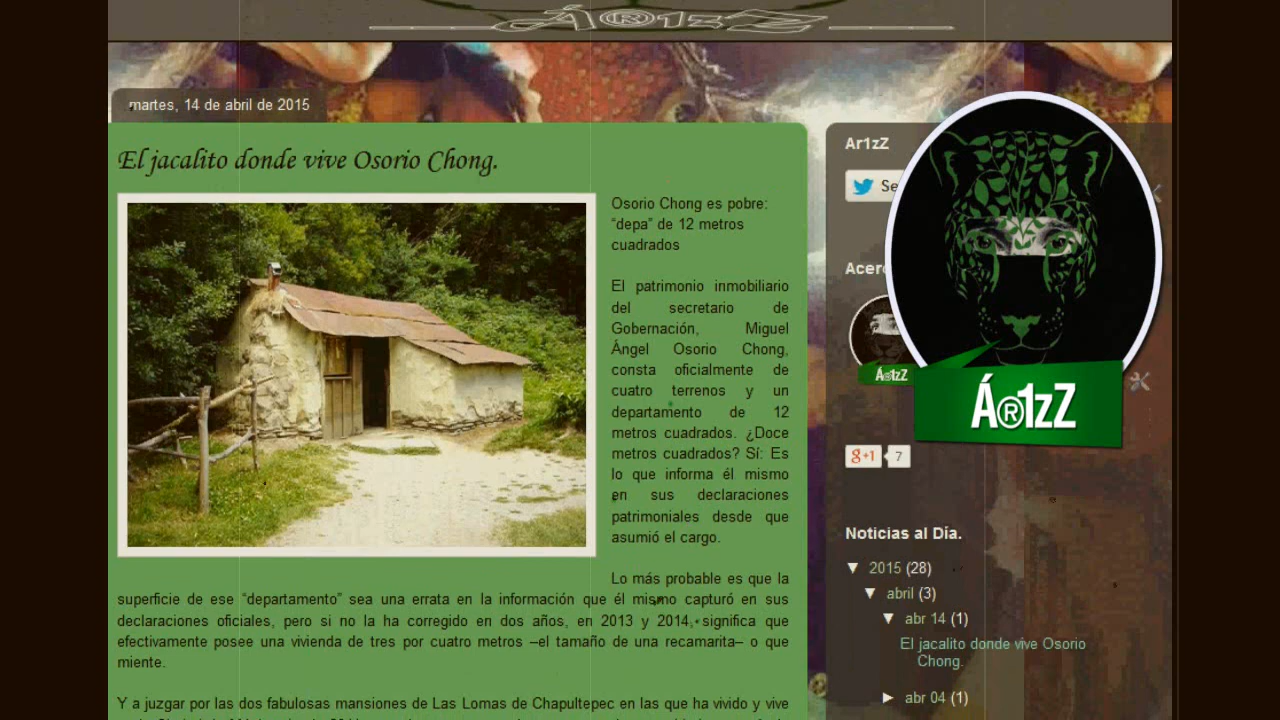 Á®1zZ
martes, 14 de abril de 2015
El jacalito donde vive Osorio Chong.
Osorio Chong es pobre:
“depa” de 12 metros
cuadrados
El patrimonio inmobiliario
del secretario de
Gobernación, Miguel
Ángel Osorio Chong,
consta oficialmente de
cuatro terrenos y un
departamento de 12
metros cuadrados. ¿Doce
metros cuadrados? Sí: Es
lo que informa él mismo
en sus declaraciones
patrimoniales desde que
asumió el cargo.
Lo más probable es que la
superficie de ese “departamento” sea una errata en la información que él mismo capturó en sus
declaraciones oficiales, pero si no la ha corregido en dos años, en 2013 y 2014, significa que
efectivamente posee una vivienda de tres por cuatro metros –el tamaño de una recamarita– o que
miente.
Y a juzgar por las dos fabulosas mansiones de Las Lomas de Chapultepec en las que ha vivido y vive
Ar1zZ
Se
Acer
Á®1zZ
Á®1zZ
g+1 7
Noticias al Día.
▼ 2015 (28)
▼ abril (3)
▼ abr 14 (1)
El jacalito donde vive Osorio
Chong.
► abr 04 (1)